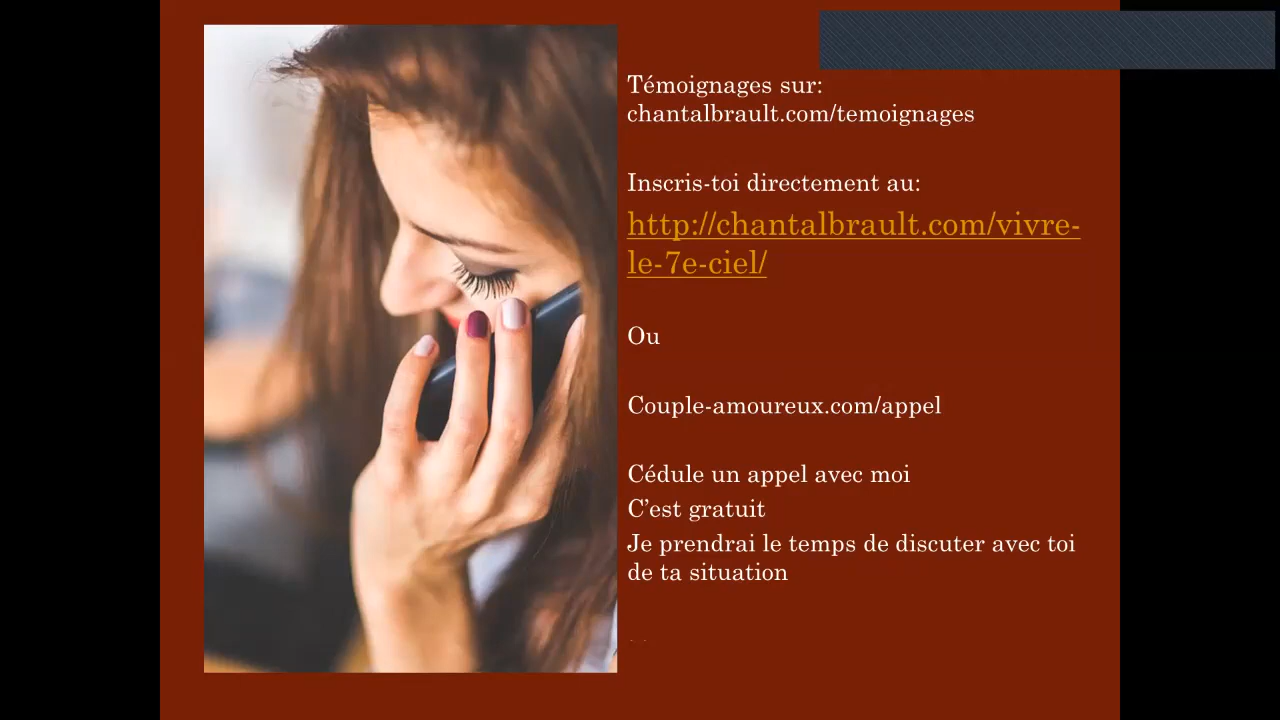 Témoignages sur:
chantalbrault.com/temoignages
Inscris-toi directement au:
http://chantalbrault.com/vivre-
le-7e-ciel/
Ou
Couple-amoureux.com/appel
Cédule un appel avec moi
C’est gratuit
Je prendrai le temps de discuter avec toi
de ta situation